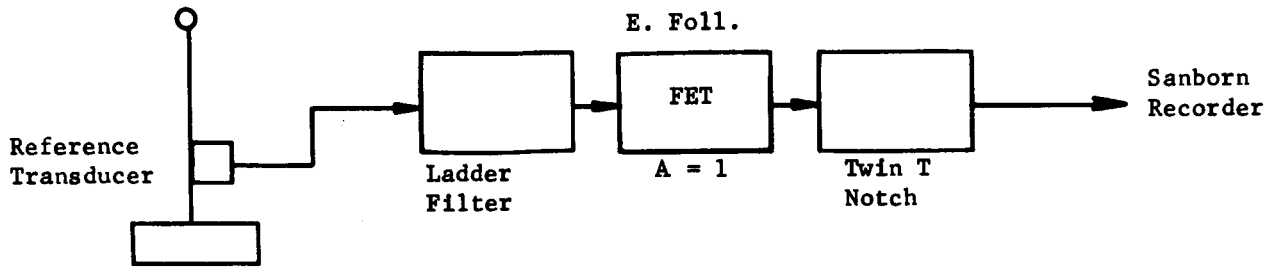 E. Foll.
FET
A = 1
Reference
Transducer
Ladder
Filter
Twin T
Notch
Sanborn
Recorder